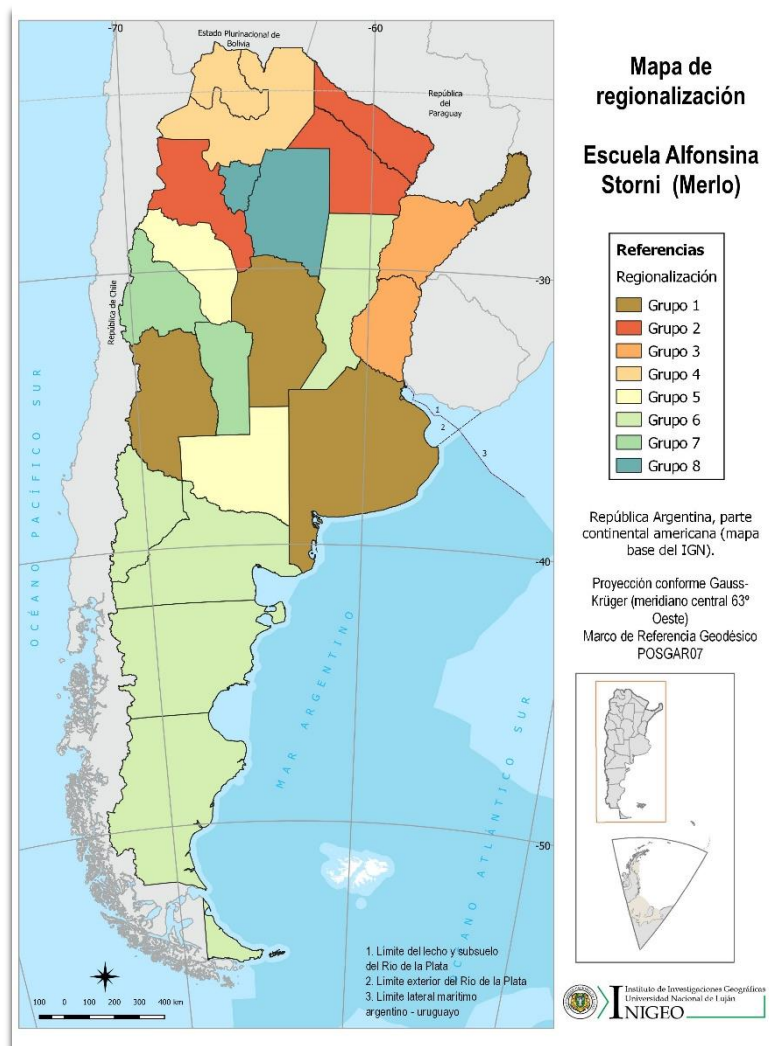 -70
-60
Estado Plurinacional de
Bolivia
República
del
Paraguay
-30
República de Chile
OCÉANO PACÍFICO SUR
1
2
3
-40
MAR ARGENTINO
OCÉANO ATLÁNTICO SUR
-50
1. Limite del lecho y subsuelo
del Río de la Plata
2. Limite exterior del Río de la Plata
3. Limite lateral maritimo
argentino - uruguayo
100 0 100 200 300 400 km
Mapa de
regionalización
Escuela Alfonsina
Storni (Merlo)
Referencias
Regionalización
Grupo 1
Grupo 2
Grupo 3
Grupo 4
Grupo 5
Grupo 6
Grupo 7
Grupo 8
República Argentina, parte
continental americana (mapa
base del IGN).
Proyección conforme Gauss-
Krüger (meridiano central 63º
Oeste)
Marco de Referencia Geodésico
POSGAR07
Instituto de Investigaciones Geográficas
Universidad Nacional de Luján
INIGEO